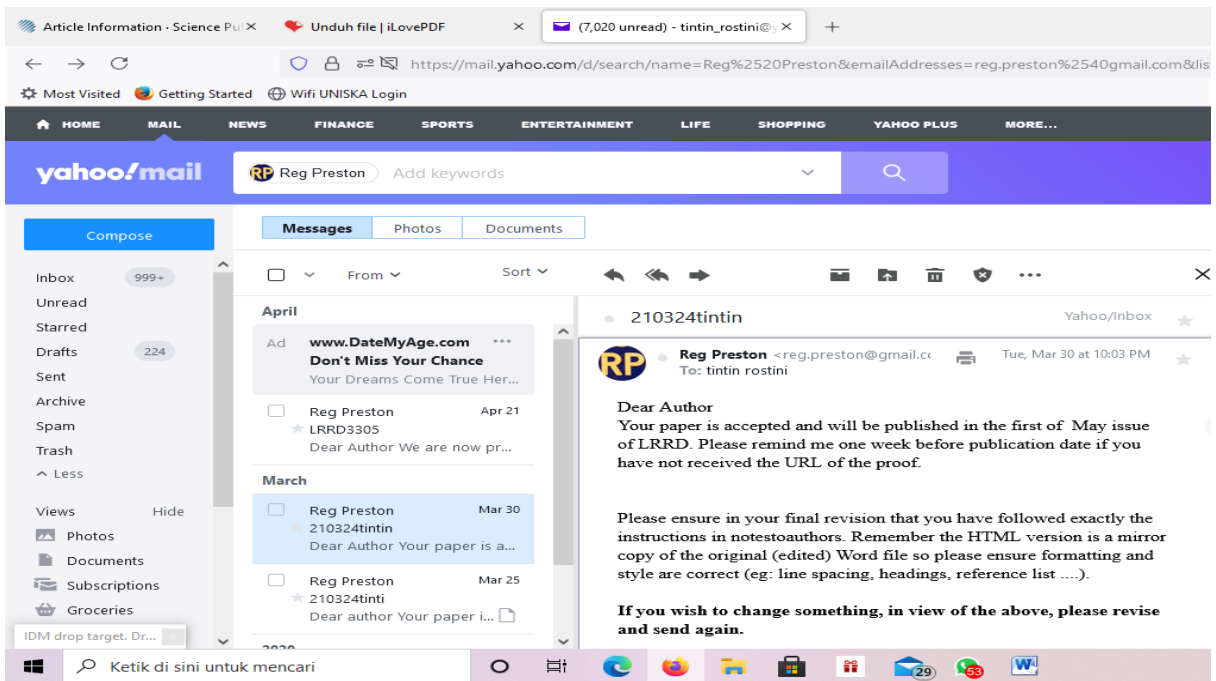 Article Information · Science Pul
Unduh file | iLovePDF
(7,020 unread) - tintin_rostini@y
https://mail.yahoo.com/d/search/name=Reg%2520Preston&emailAddresses=reg.preston%2540gmail.com&lis
Most Visited Getting Started Wifi UNISKA Login
HOME MAIL NEWS FINANCE SPORTS ENTERTAINMENT LIFE SHOPPING YAHOO PLUS MORE...
yahoo!mail RP Reg Preston Add keywords
Compose
Inbox 999+
Unread
Starred
Drafts 224
Sent
Archive
Spam
Trash
Less
Views Hide
Photos
Documents
Subscriptions
Groceries
IDM drop target. Dr...
Messages Photos Documents
From Sort
April
Ad www.DateMyAge.com
Don't Miss Your Chance
Your Dreams Come True Her...
Reg Preston Apr 21
LRRD3305
Dear Author We are now pr...
March
Reg Preston Mar 30
210324tintin
Dear Author Your paper is a...
Reg Preston Mar 25
210324tinti
Dear author Your paper i...
210324tintin Yahoo/Inbox
RP Reg Preston <reg.preston@gmail.cc Tue, Mar 30 at 10:03 PM
To: tintin rostini
Dear Author
Your paper is accepted and will be published in the first of May issue
of LRRD. Please remind me one week before publication date if you
have not received the URL of the proof.
Please ensure in your final revision that you have followed exactly the
instructions in notestoauthors. Remember the HTML version is a mirror
copy of the original (edited) Word file so please ensure formatting and
style are correct (eg: line spacing, headings, reference list ....).
If you wish to change something, in view of the above, please revise
and send again.
Ketik di sini untuk mencari
29
53